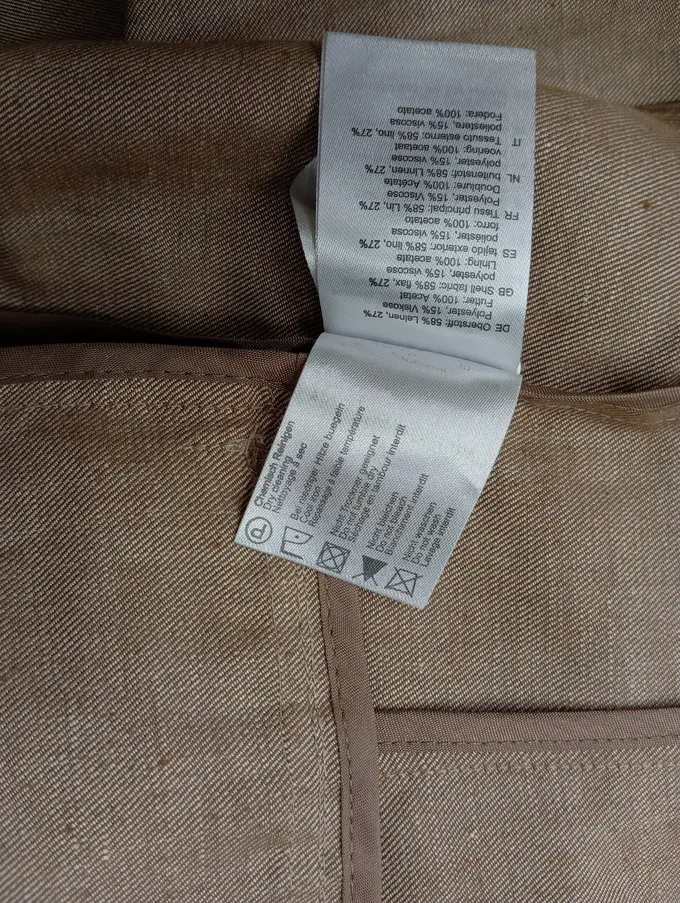 DE Oberstoff: 58% Leinen, 27%
Polyester, 15% Viskose
Futter: 100% Acetat
GB Shell fabric: 58% flax, 27%
polyester, 15% viscose
Lining: 100% acetate
ES tejido exterior: 58% lino, 27%
poliéster, 15% viscosa
forro: 100% acetato
FR Tissu principal: 58% Lin, 27%
Polyester, 15% Viscose
Doublure: 100% Acétate
NL buitenstof: 58% Linnen, 27%
polyester, 15% viscose
voering: 100% acetaat
IT Tessuto esterno: 58% lino, 27%
poliestere, 15% viscosa
Fodera: 100% acetato
Chemisch Reinigen
Dry cleaning
Nettoyage à sec
P
Bei niedriger Hitze buegeln
Cool iron
Repassage à faible température
Nicht Trockner geeignet
Do not tumble dry
Séchage en tambour interdit
Nicht bleichen
Do not bleach
Blanchiment interdit
Nicht waschen
Do not wash
Lavage interdit